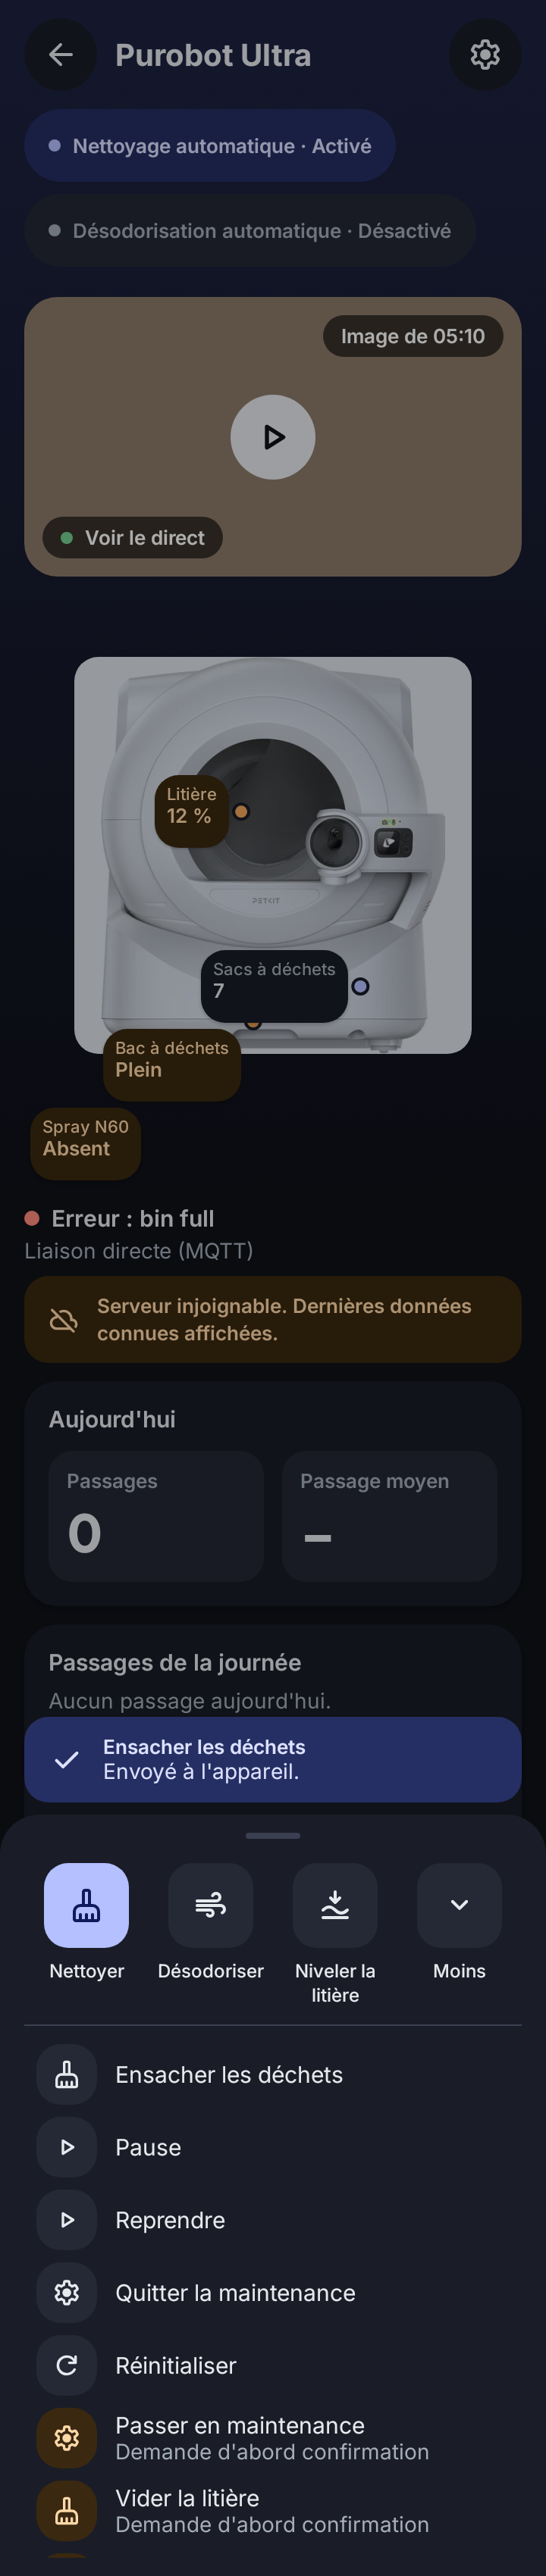 Purobot Ultra
Nettoyage automatique · Activé
Désodorisation automatique · Désactivé
Image de 05:10
Voir le direct
Litière
12 %
PETKIT
Sacs à déchets
7
Bac à déchets
Plein
Spray N60
Absent
Erreur : bin full
Liaison directe (MQTT)
Serveur injoignable. Dernières données
connues affichées.
Aujourd'hui
Passages
Passage moyen
0
–
Passages de la journée
Aucun passage aujourd'hui.
Ensacher les déchets
Envoyé à l'appareil.
Nettoyer
Désodoriser
Niveler la
litière
Moins
Ensacher les déchets
Pause
Reprendre
Quitter la maintenance
Réinitialiser
Passer en maintenance
Demande d'abord confirmation
Vider la litière
Demande d'abord confirmation